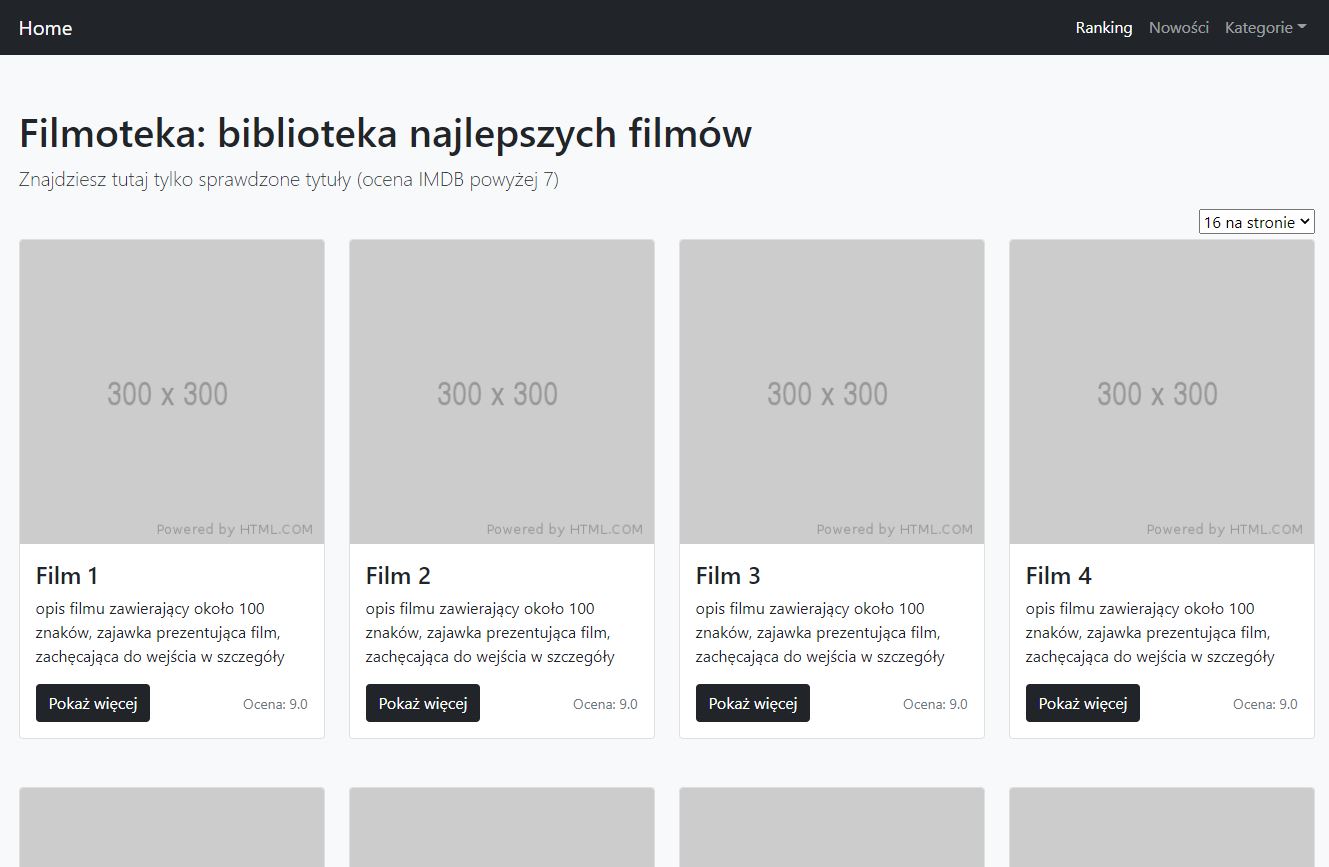 Home
Ranking Nowości Kategorie
Filmoteka: biblioteka najlepszych filmów
Znajdziesz tutaj tylko sprawdzone tytuły (ocena IMDB powyżej 7)
16 na stronie
300 x 300
Powered by HTML.COM
Film 1
opis filmu zawierający około 100
znaków, zajawka prezentująca film,
zachęcająca do wejścia w szczegóły
Pokaż więcej
Ocena: 9.0
300 x 300
Powered by HTML.COM
Film 2
opis filmu zawierający około 100
znaków, zajawka prezentująca film,
zachęcająca do wejścia w szczegóły
Pokaż więcej
Ocena: 9.0
300 x 300
Powered by HTML.COM
Film 3
opis filmu zawierający około 100
znaków, zajawka prezentująca film,
zachęcająca do wejścia w szczegóły
Pokaż więcej
Ocena: 9.0
300 x 300
Powered by HTML.COM
Film 4
opis filmu zawierający około 100
znaków, zajawka prezentująca film,
zachęcająca do wejścia w szczegóły
Pokaż więcej
Ocena: 9.0